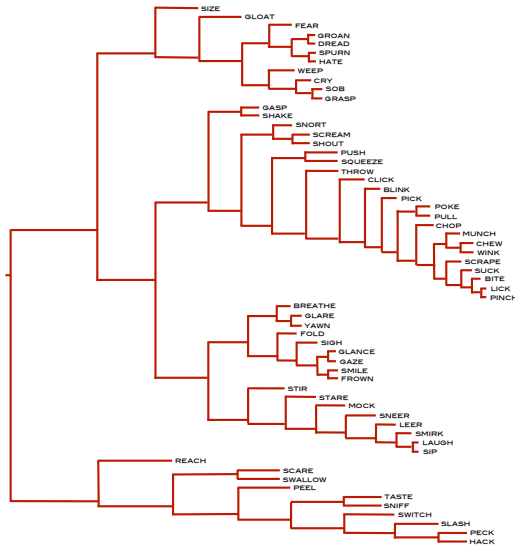 SIZE
GLOAT
FEAR
GROAN
DREAD
SPURN
HATE
WEEP
CRY
SOB
GRASP
GASP
SHAKE
SNORT
SCREAM
SHOUT
PUSH
SQUEEZE
THROW
CLICK
BLINK
PICK
POKE
PULL
CHOP
MUNCH
CHEW
WINK
SCRAPE
SUCK
BITE
LICK
PINCH
BREATHE
GLARE
YAWN
FOLD
SIGH
GLANCE
GAZE
SMILE
FROWN
STIR
STARE
MOCK
SNEER
LEER
SMIRK
LAUGH
SIP
REACH
SCARE
SWALLOW
PEEL
TASTE
SNIFF
SWITCH
SLASH
PECK
HACK